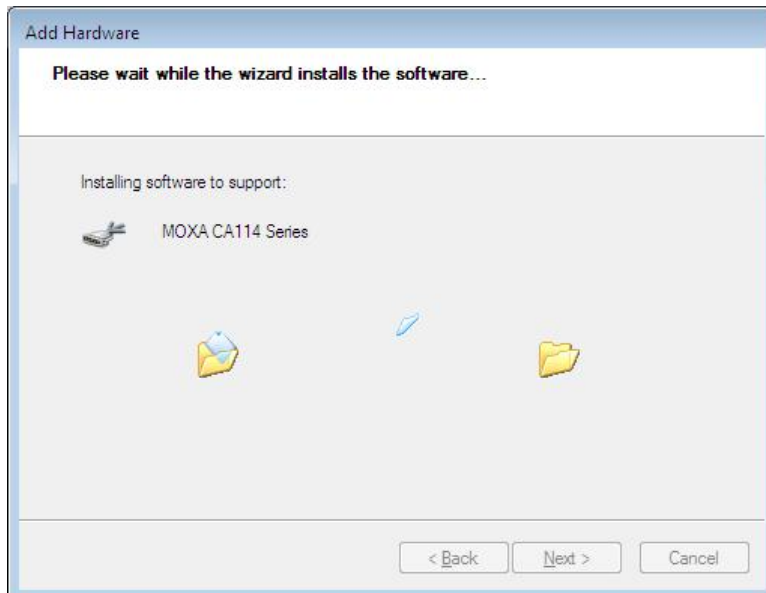 Add Hardware
Please wait while the wizard installs the software...
Installing software to support:
MOXA CA114 Series
< Back
Next >
Cancel